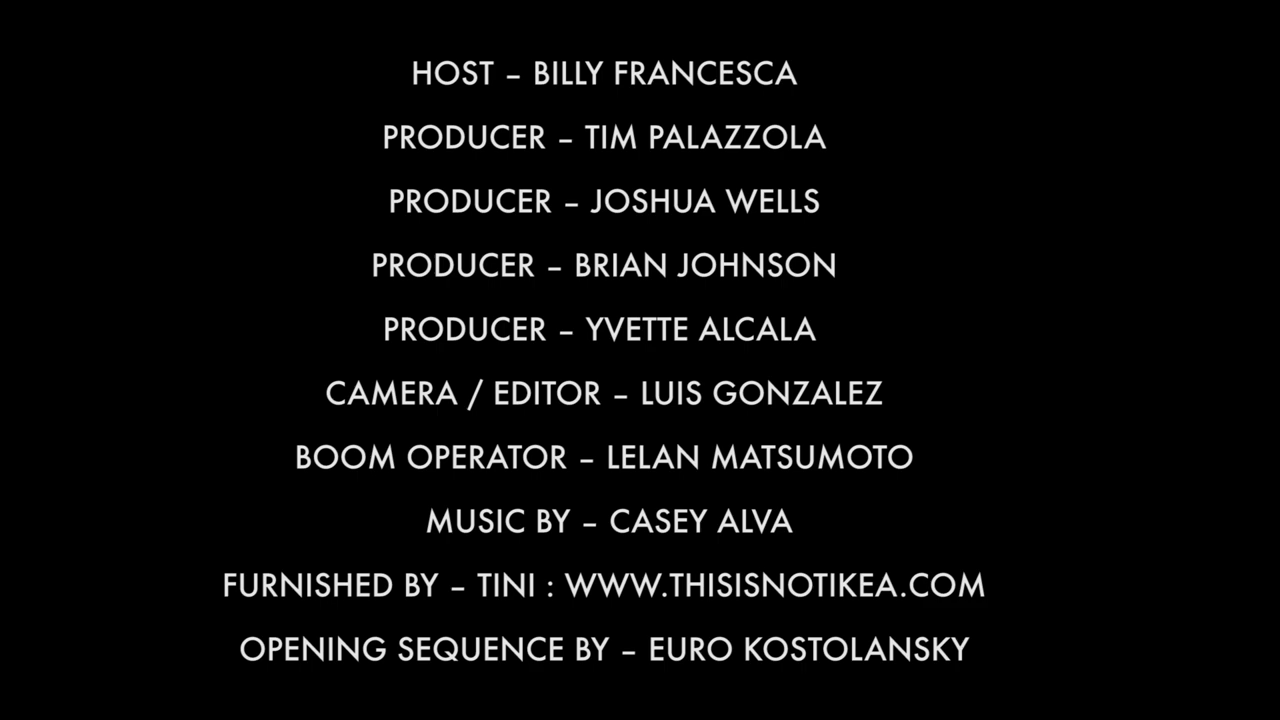 HOST – BILLY FRANCESCA
PRODUCER – TIM PALAZZOLA
PRODUCER – JOSHUA WELLS
PRODUCER – BRIAN JOHNSON
PRODUCER – YVETTE ALCALA
CAMERA / EDITOR – LUIS GONZALEZ
BOOM OPERATOR – LELAN MATSUMOTO
MUSIC BY – CASEY ALVA
FURNISHED BY – TINI : WWW.THISISNOTIKEA.COM
OPENING SEQUENCE BY – EURO KOSTOLANSKY